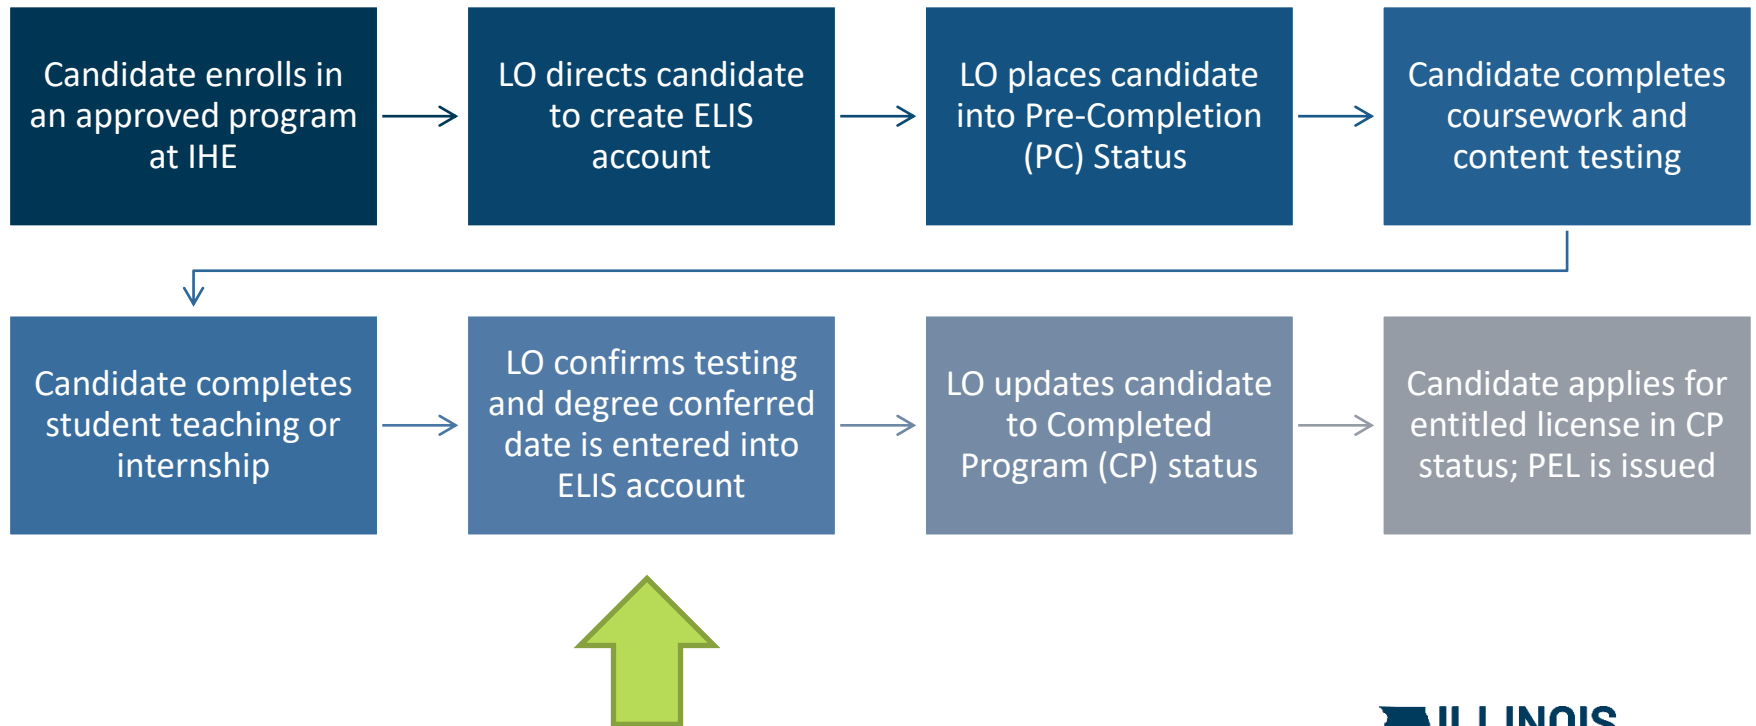 Candidate enrolls in
an approved program
at IHE
LO directs candidate
to create ELIS
account
LO places candidate
into Pre-Completion
(PC) Status
Candidate completes
coursework and
content testing
Candidate completes
student teaching or
internship
LO confirms testing
and degree conferred
date is entered into
ELIS account
LO updates candidate
to Completed
Program (CP) status
Candidate applies for
entitled license in CP
status; PEL is issued
ILLINOIS